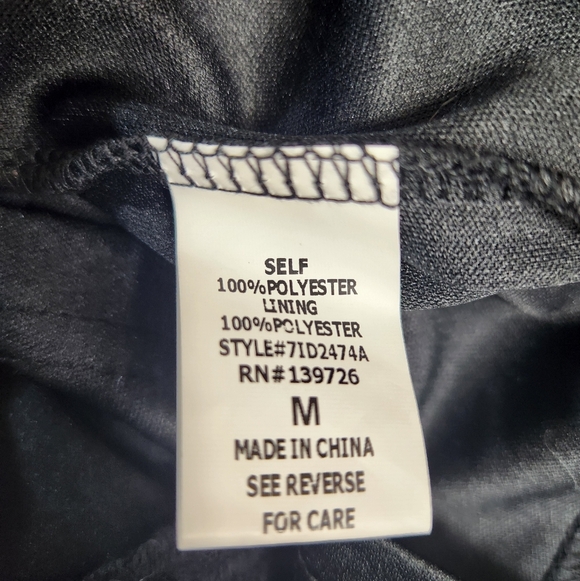 SELF
100%POLYESTER
LINING
100%POLYESTER
STYLE#7ID2474A
RN#139726
M
MADE IN CHINA
SEE REVERSE
FOR CARE